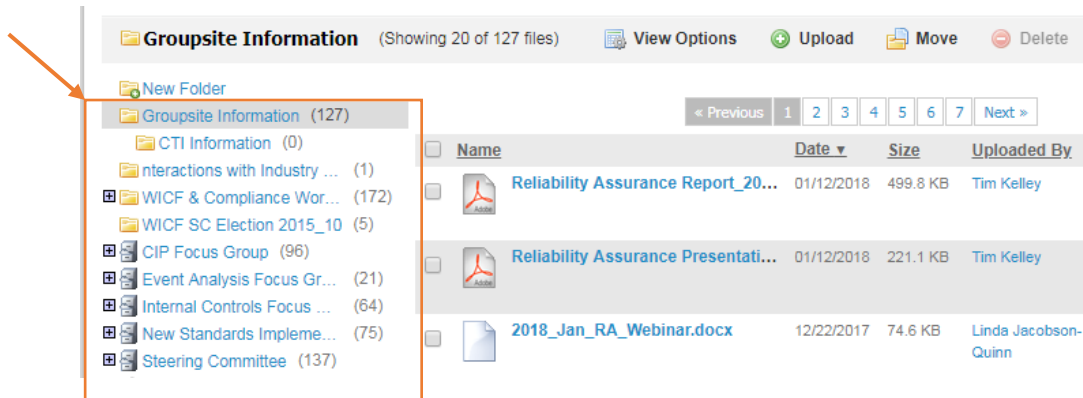 Groupsite Information (Showing 20 of 127 files) View Options Upload Move Delete
New Folder
Groupsite Information (127)
CTI Information (0)
nteractions with Industry ... (1)
WICF & Compliance Wor... (172)
WICF SC Election 2015_10 (5)
CIP Focus Group (96)
Event Analysis Focus Gr... (21)
Internal Controls Focus ... (64)
New Standards Impleme... (75)
Steering Committee (137)
« Previous 1 2 3 4 5 6 7 Next »
Name Date ▼ Size Uploaded By
Adobe
Reliability Assurance Report_20... 01/12/2018 499.8 KB Tim Kelley
Adobe
Reliability Assurance Presentati... 01/12/2018 221.1 KB Tim Kelley
2018_Jan_RA_Webinar.docx 12/22/2017 74.6 KB Linda Jacobson-
Quinn